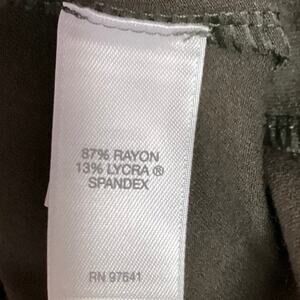 87% RAYON
13% LYCRA ®
SPANDEX
RN 97641